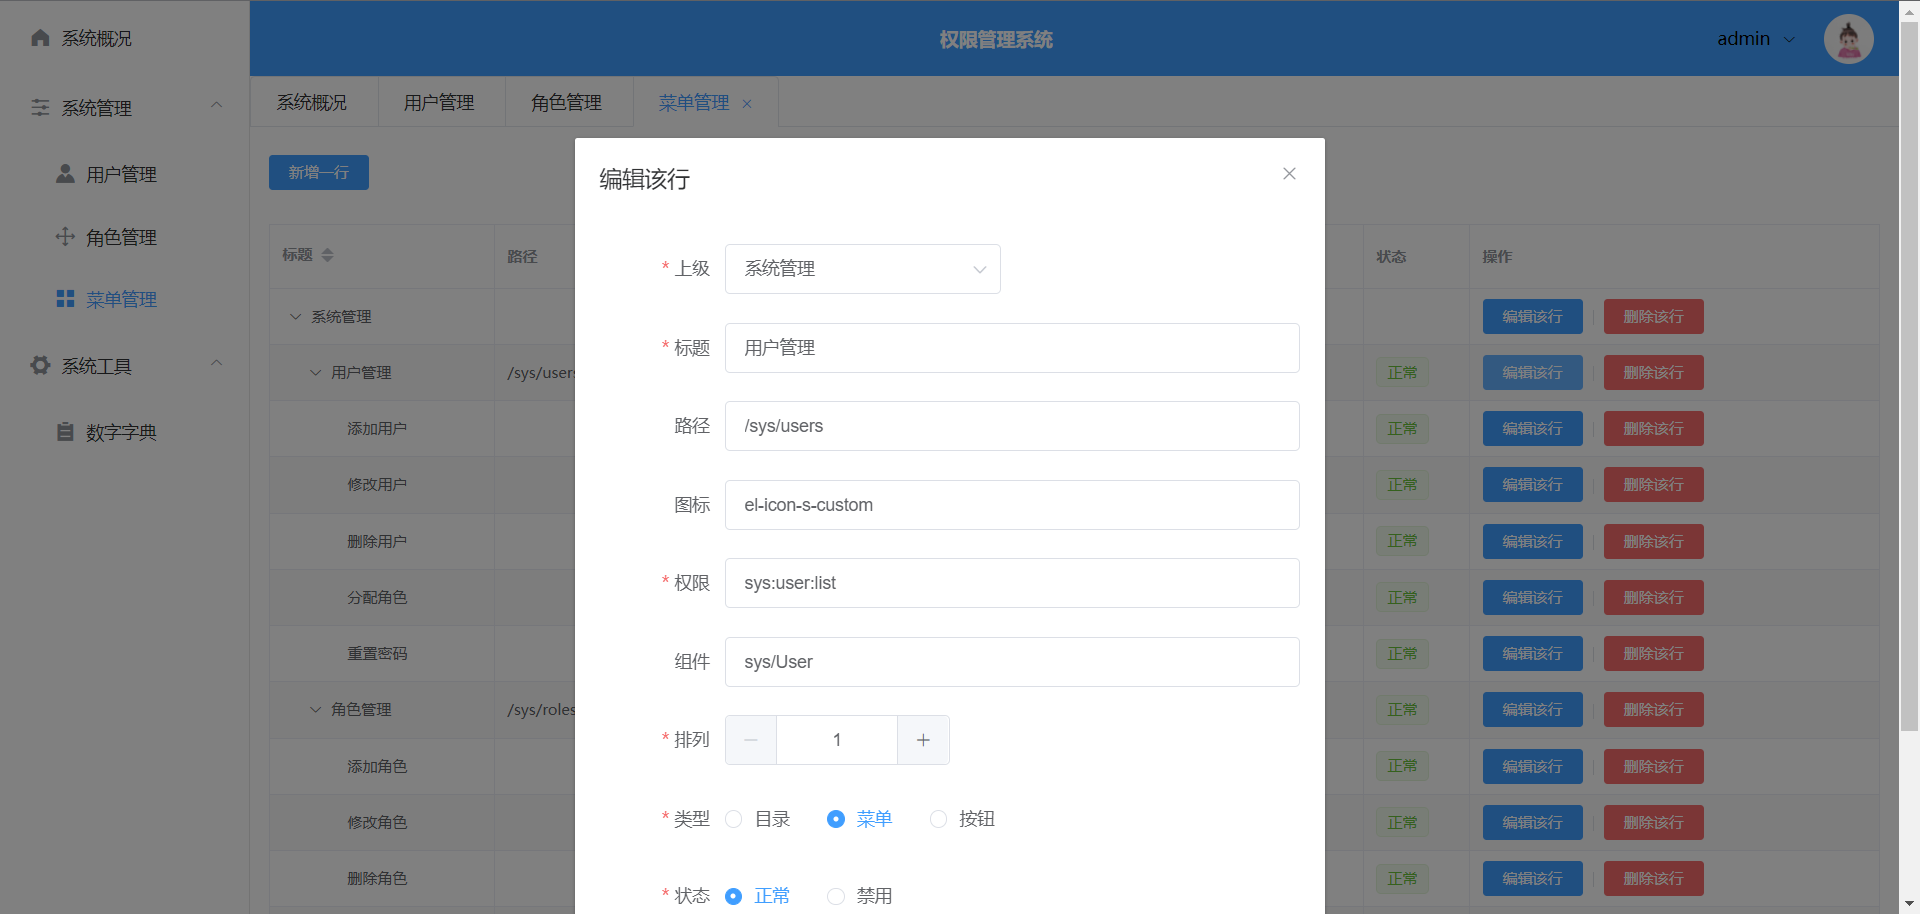 系统概况
系统管理
用户管理
角色管理
菜单管理
系统工具
数字字典
权限管理系统
admin
系统概况
用户管理
角色管理
菜单管理
新增一行
标题
路径
状态
操作
系统管理
编辑该行
删除该行
用户管理
/sys/users
正常
编辑该行
删除该行
添加用户
正常
编辑该行
删除该行
修改用户
正常
编辑该行
删除该行
删除用户
正常
编辑该行
删除该行
分配角色
正常
编辑该行
删除该行
重置密码
正常
编辑该行
删除该行
角色管理
/sys/roles
正常
编辑该行
删除该行
添加角色
正常
编辑该行
删除该行
修改角色
正常
编辑该行
删除该行
删除角色
正常
编辑该行
删除该行
编辑该行
* 上级 系统管理
* 标题 用户管理
路径 /sys/users
图标 el-icon-s-custom
* 权限 sys:user:list
组件 sys/User
* 排列 1
* 类型 目录 菜单 按钮
* 状态 正常 禁用